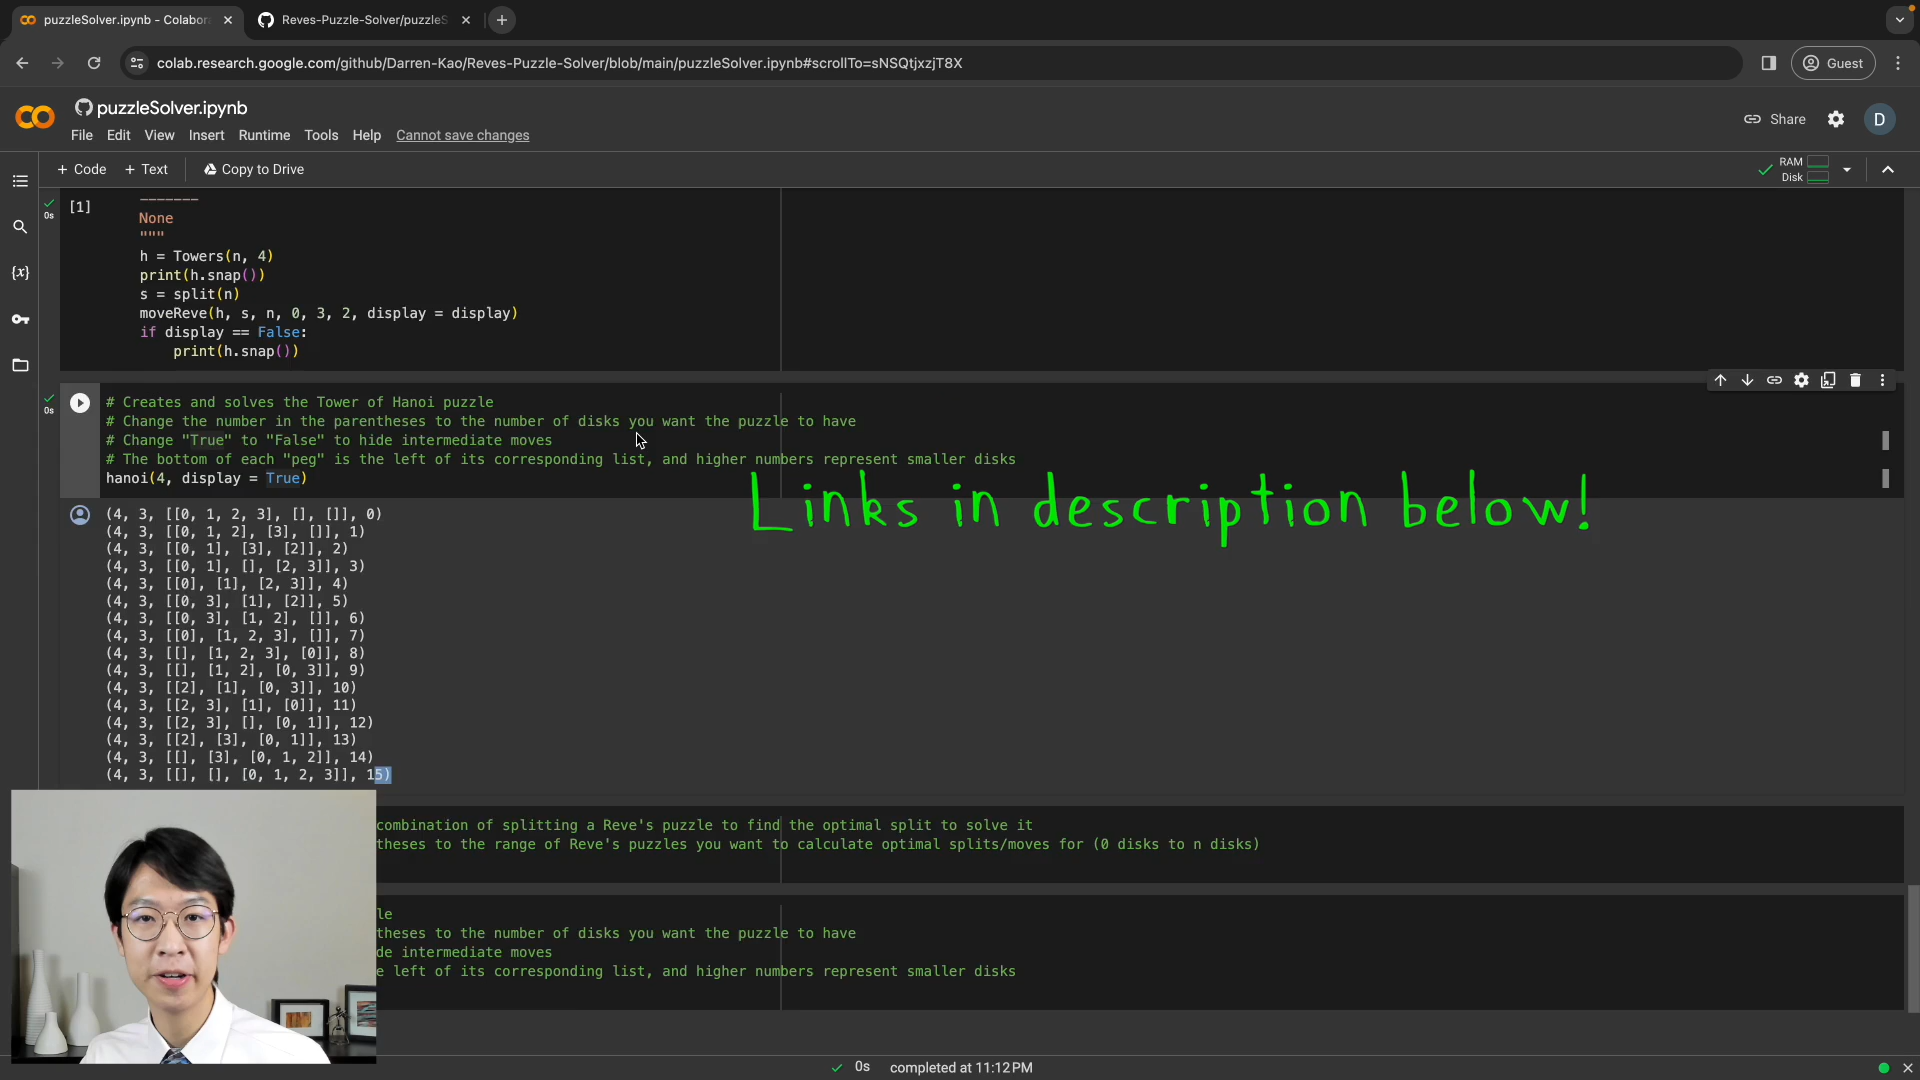 puzzleSolver.ipynb - Colabor
Reves-Puzzle-Solver/puzzleS
colab.research.google.com/github/Darren-Kao/Reves-Puzzle-Solver/blob/main/puzzleSolver.ipynb#scrollTo=sNSQtjxzjT8X
Guest
puzzleSolver.ipynb
File Edit View Insert Runtime Tools Help Cannot save changes
Share
D
+ Code + Text Copy to Drive
RAM
Disk
{x}
0s
[1]
-------
None
"""
h = Towers(n, 4)
print(h.snap())
s = split(n)
moveReve(h, s, n, 0, 3, 2, display = display)
if display == False:
print(h.snap())
0s
# Creates and solves the Tower of Hanoi puzzle
# Change the number in the parentheses to the number of disks you want the puzzle to have
# Change "True" to "False" to hide intermediate moves
# The bottom of each "peg" is the left of its corresponding list, and higher numbers represent smaller disks
hanoi(4, display = True)
Links in description below!
(4, 3, [[0, 1, 2, 3], [], []], 0)
(4, 3, [[0, 1, 2], [3], []], 1)
(4, 3, [[0, 1], [3], [2]], 2)
(4, 3, [[0, 1], [], [2, 3]], 3)
(4, 3, [[0], [1], [2, 3]], 4)
(4, 3, [[0, 3], [1], [2]], 5)
(4, 3, [[0, 3], [1, 2], []], 6)
(4, 3, [[0], [1, 2, 3], []], 7)
(4, 3, [[], [1, 2, 3], [0]], 8)
(4, 3, [[], [1, 2], [0, 3]], 9)
(4, 3, [[2], [1], [0, 3]], 10)
(4, 3, [[2, 3], [1], [0]], 11)
(4, 3, [[2, 3], [], [0, 1]], 12)
(4, 3, [[2], [3], [0, 1]], 13)
(4, 3, [[], [3], [0, 1, 2]], 14)
(4, 3, [[], [], [0, 1, 2, 3]], 15)
combination of splitting a Reve's puzzle to find the optimal split to solve it
theses to the range of Reve's puzzles you want to calculate optimal splits/moves for (0 disks to n disks)
le
theses to the number of disks you want the puzzle to have
de intermediate moves
e left of its corresponding list, and higher numbers represent smaller disks
0s completed at 11:12 PM